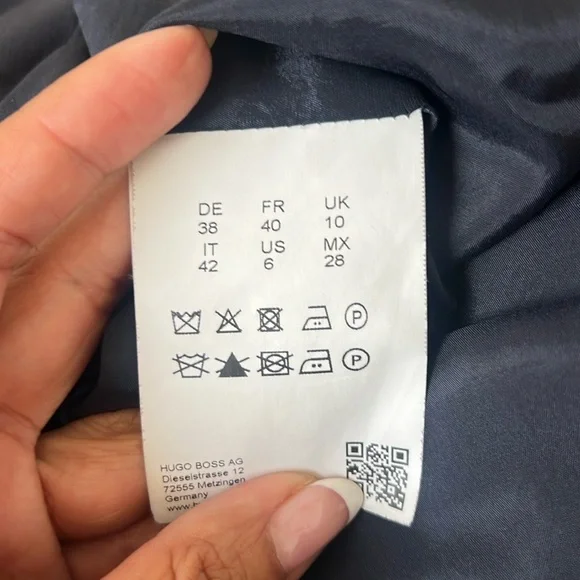 DE FR UK
38 40 10
IT US MX
42 6 28
P
P
HUGO BOSS AG
Dieselstrasse 12
72555 Metzingen
Germany